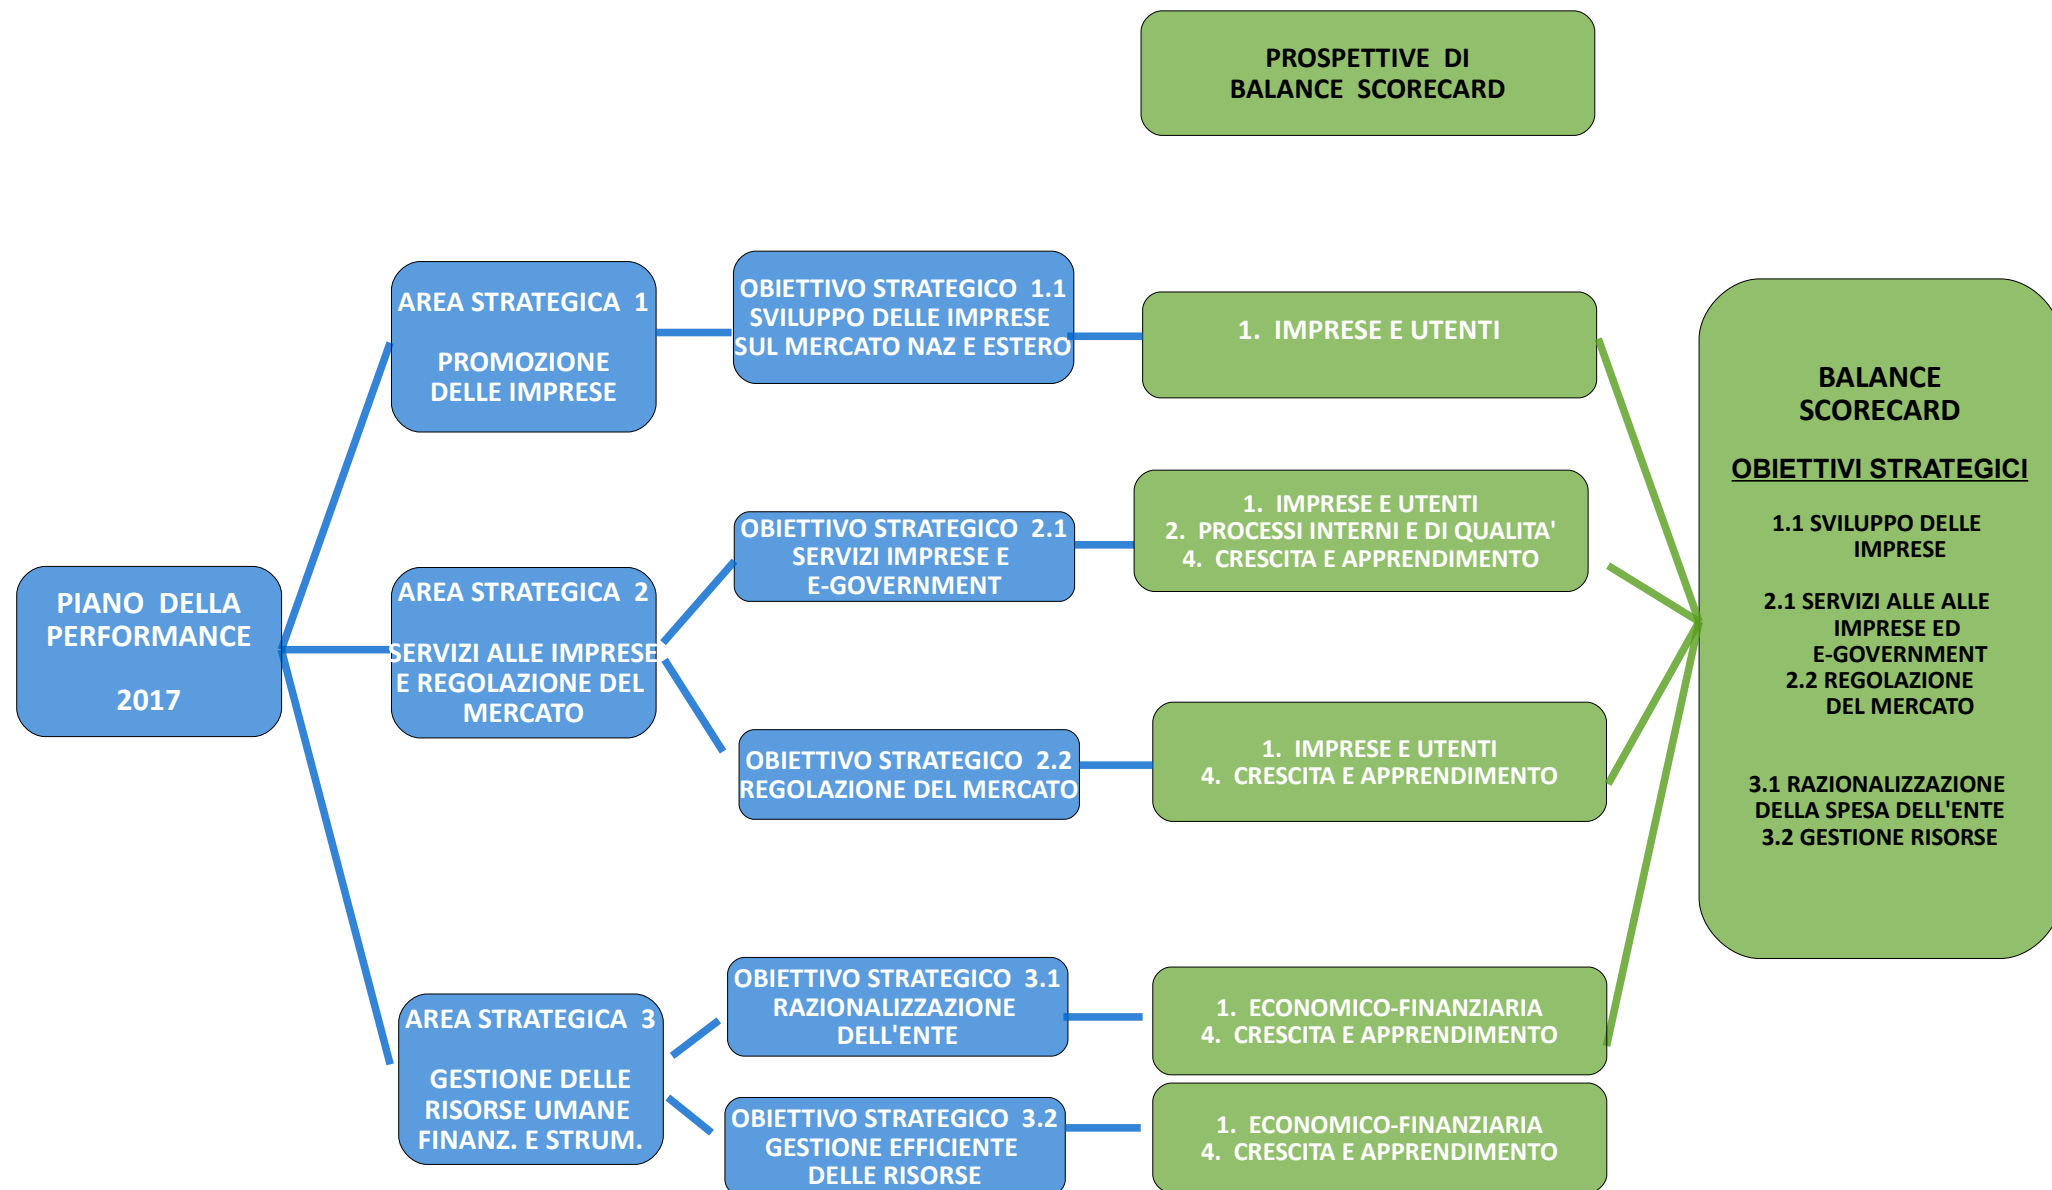 PROSPETTIVE DI
BALANCE SCORECARD
PIANO DELLA
PERFORMANCE
2017
AREA STRATEGICA 1
PROMOZIONE
DELLE IMPRESE
OBIETTIVO STRATEGICO 1.1
SVILUPPO DELLE IMPRESE
SUL MERCATO NAZ E ESTERO
1. IMPRESE E UTENTI
AREA STRATEGICA 2
SERVIZI ALLE IMPRESE
E REGOLAZIONE DEL
MERCATO
OBIETTIVO STRATEGICO 2.1
SERVIZI IMPRESE E
E-GOVERNMENT
1. IMPRESE E UTENTI
2. PROCESSI INTERNI E DI QUALITA'
4. CRESCITA E APPRENDIMENTO
OBIETTIVO STRATEGICO 2.2
REGOLAZIONE DEL MERCATO
1. IMPRESE E UTENTI
4. CRESCITA E APPRENDIMENTO
AREA STRATEGICA 3
GESTIONE DELLE
RISORSE UMANE
FINANZ. E STRUM.
OBIETTIVO STRATEGICO 3.1
RAZIONALIZZAZIONE
DELL'ENTE
1. ECONOMICO-FINANZIARIA
4. CRESCITA E APPRENDIMENTO
OBIETTIVO STRATEGICO 3.2
GESTIONE EFFICIENTE
DELLE RISORSE
1. ECONOMICO-FINANZIARIA
4. CRESCITA E APPRENDIMENTO
BALANCE
SCORECARD
OBIETTIVI STRATEGICI
1.1 SVILUPPO DELLE
IMPRESE
2.1 SERVIZI ALLE ALLE
IMPRESE ED
E-GOVERNMENT
2.2 REGOLAZIONE
DEL MERCATO
3.1 RAZIONALIZZAZIONE
DELLA SPESA DELL'ENTE
3.2 GESTIONE RISORSE